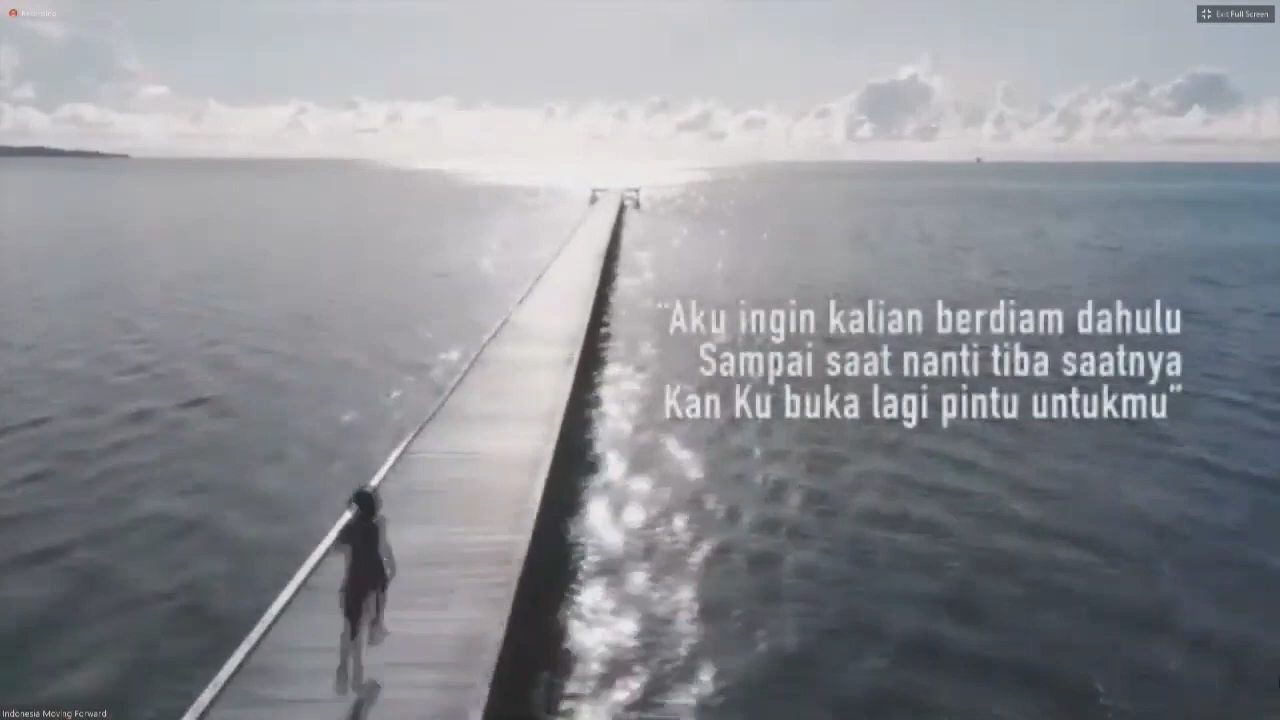 Recording
Exit Full Screen
"Aku ingin kalian berdiam dahulu
Sampai saat nanti tiba saatnya
Kan Ku buka lagi pintu untukmu"
Indonesia Moving Forward